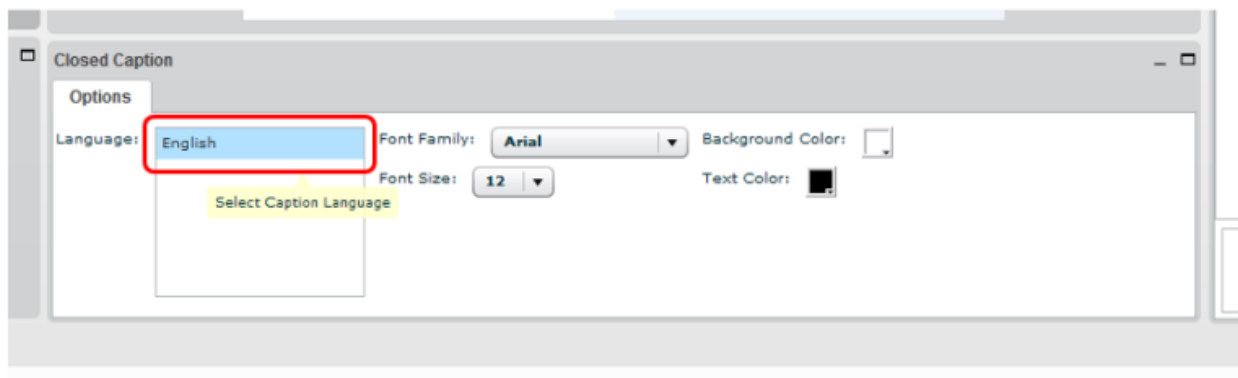 Closed Caption
Options
Language: English Font Family: Arial Background Color:
Font Size: 12 Text Color:
Select Caption Language